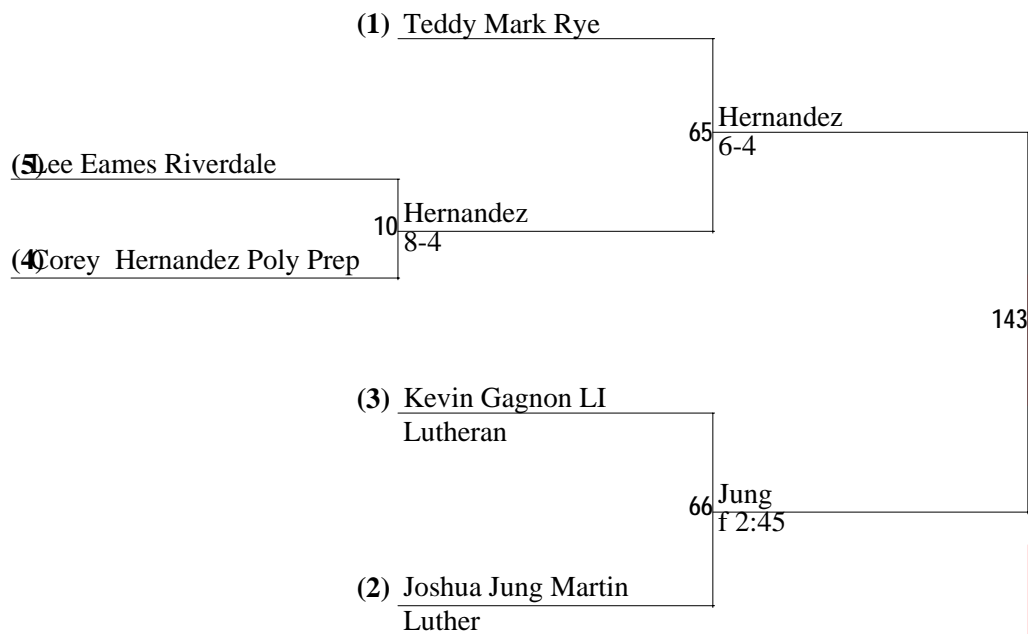 (1) Teddy Mark Rye
65 Hernandez
6-4
(5) Lee Eames Riverdale
10 Hernandez
8-4
(4) Corey Hernandez Poly Prep
143
(3) Kevin Gagnon LI
Lutheran
66 Jung
f 2:45
(2) Joshua Jung Martin
Luther